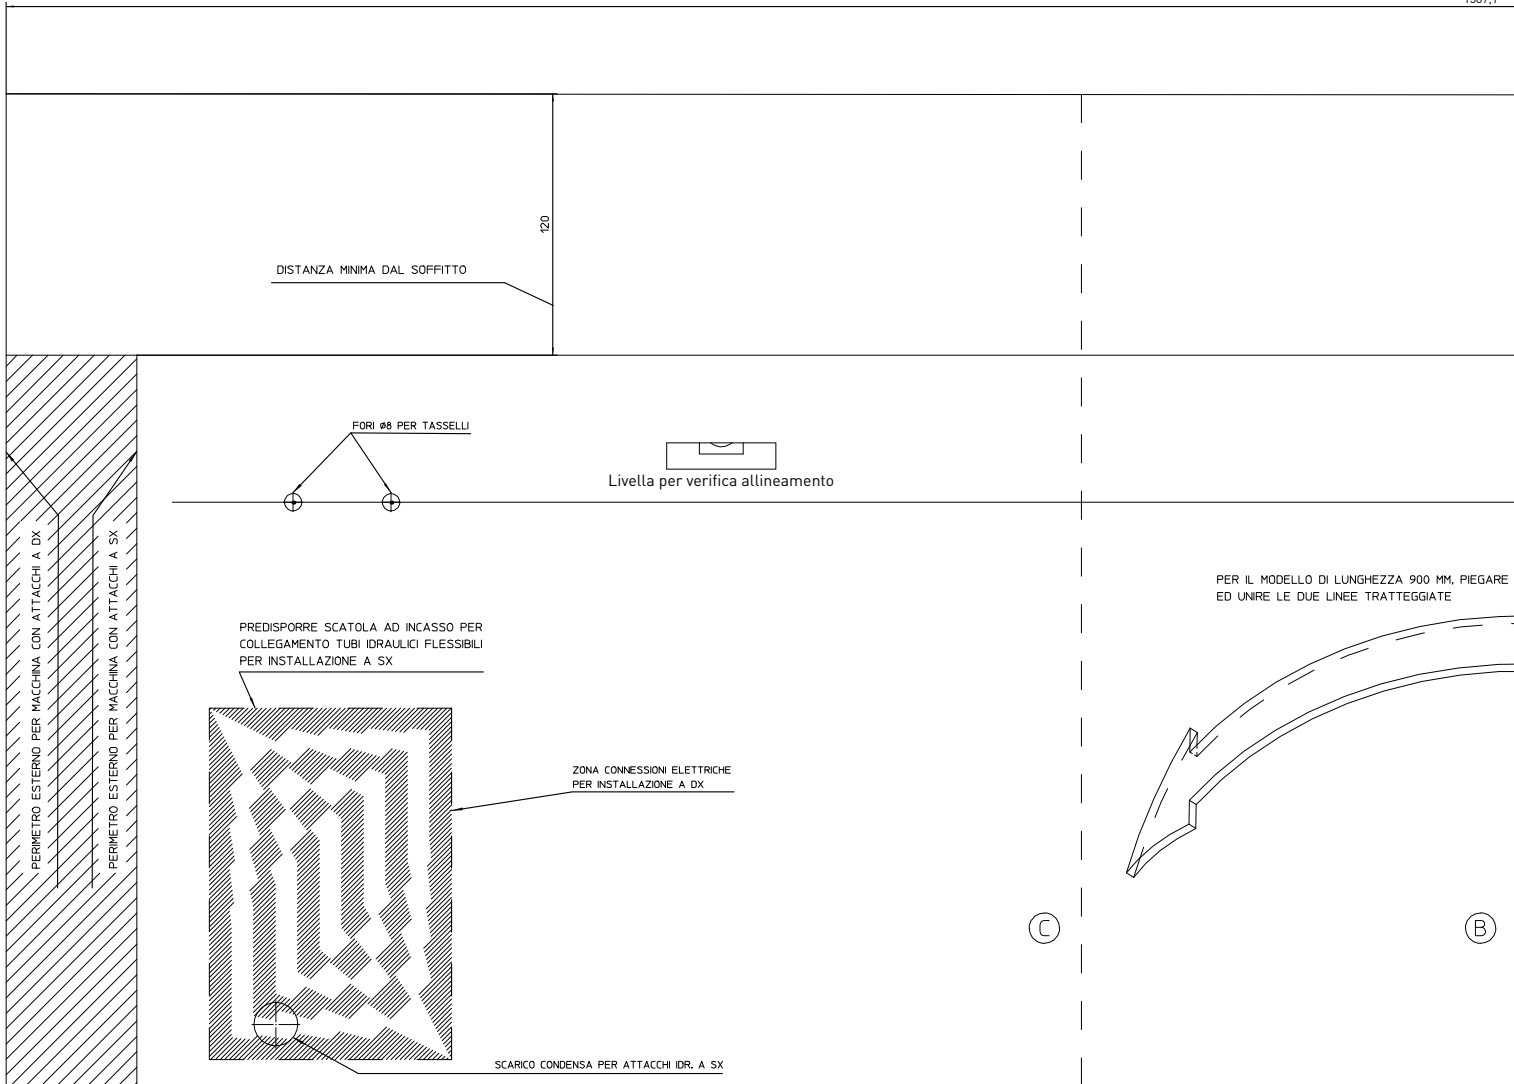 120
DISTANZA MINIMA DAL SOFFITTO
FORI ø8 PER TASSELLI
Livella per verifica allineamento
PERIMETRO ESTERNO PER MACCHINA CON ATTACCHI A DX
PERIMETRO ESTERNO PER MACCHINA CON ATTACCHI A SX
PER IL MODELLO DI LUNGHEZZA 900 MM, PIEGARE
ED UNIRE LE DUE LINEE TRATTEGGIATE
PREDISPORRE SCATOLA AD INCASSO PER
COLLEGAMENTO TUBI IDRAULICI FLESSIBILI
PER INSTALLAZIONE A SX
ZONA CONNESSIONI ELETTRICHE
PER INSTALLAZIONE A DX
C
B
SCARICO CONDENSA PER ATTACCHI IDR. A SX